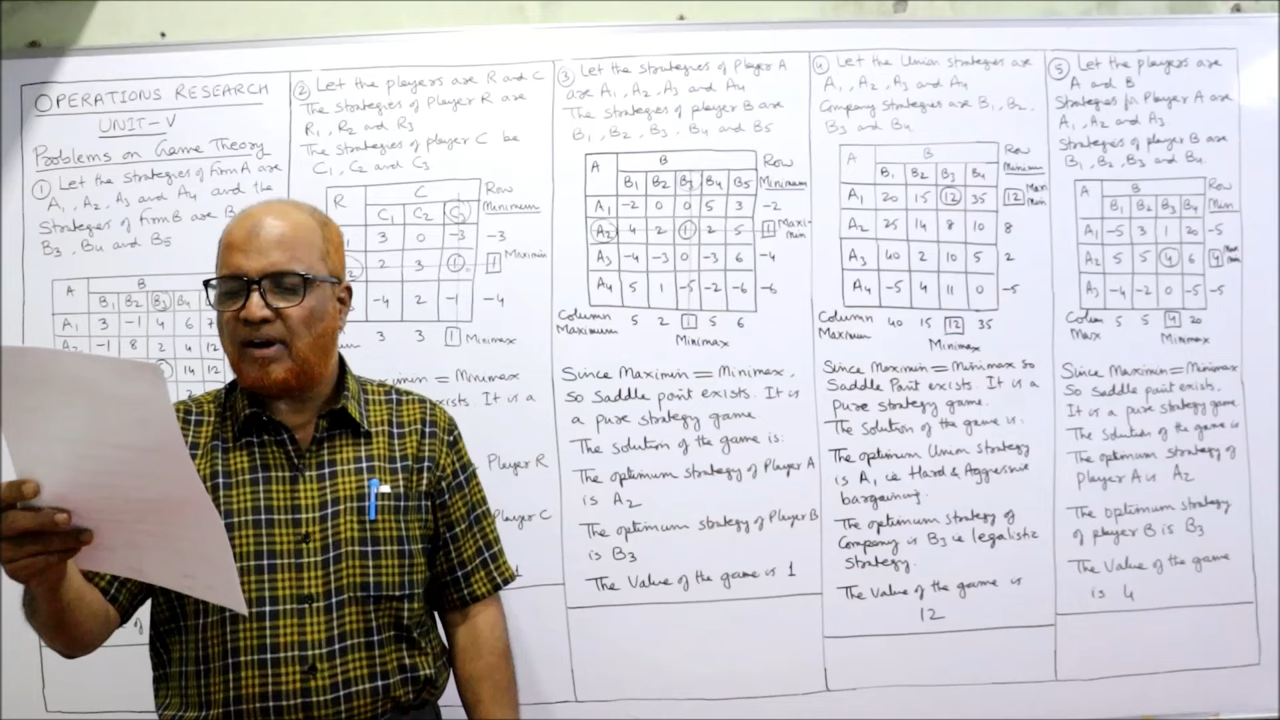 OPERATIONS RESEARCH
UNIT-V
Problems on Game Theory
① Let the strategies of firm A are
A1, A2, A3 and A4 and the
Strategies of firm B are B
B3, B4 and B5
A B
B1 B2 B3 B4
A1 3 -1 4 6 7
A2 -1 8 2 4 12
14 12
2
② Let the players are R and C
The strategies of Player R are
R1, R2 and R3
The strategies of player C be
C1, C2 and C3
R C Row
C1 C2 C3 Minimum
1 3 0 -3 -3
2 2 3 1 1 Maximin
-4 2 -1 -4
3 3 1 Minimax
imin = Minimax
exists. It is a
Player R
Player C
1
③ Let the strategies of Player A
are A1, A2, A3 and A4
The strategies of player B are
B1, B2, B3, B4 and B5
A B Row
B1 B2 B3 B4 B5 Minimum
A1 -2 0 0 5 3 -2
A2 4 2 1 2 5 1 Maxi-
min
A3 -4 -3 0 -3 6 -4
A4 5 1 -5 -2 -6 -6
Column
Maximum 5 2 1 5 6
Minimax
Since Maximin = Minimax,
So saddle point exists. It is
a pure strategy game
The solution of the game is:
The optimum strategy of Player A
is A2
The optimum strategy of Player B
is B3
The Value of the game is 1
④ Let the Union strategies are
A1, A2, A3 and A4
Company strategies are B1, B2,
B3 and B4
A B Row
B1 B2 B3 B4 Minimum
A1 20 15 12 35 12 Maxi
Min
A2 25 14 8 10 8
A3 40 2 10 5 2
A4 -5 4 11 0 -5
Column
Maximum 40 15 12 35
Minimax
Since Maximin = Minimax So
Saddle Point exists. It is a
pure strategy game.
The Solution of the game is:
The optimum Union strategy
is A1 i.e Hard & Aggressive
bargaining.
The optimum strategy of
Company is B3 i.e legalistic
strategy.
The value of the game is
12
⑤ Let the players are
A and B
Strategies for Player A are
A1, A2 and A3
Strategies of player B are
B1, B2, B3 and B4
A B Row
B1 B2 B3 B4 Min
A1 -5 3 1 20 -5
A2 5 5 4 6 4 Maxi
min
A3 -4 -2 0 -5 -5
Colum
Max 5 5 4 20
Minimax
Since Maximin = Minimax
So Saddle point exists.
It is a pure strategy game
The solution of the game is
The optimum strategy of
player A is A2
The optimum strategy
of player B is B3
The Value of the game
is 4